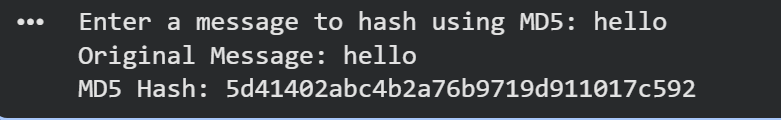 Enter a message to hash using MD5: hello
Original Message: hello
MD5 Hash: 5d41402abc4b2a76b9719d911017c592